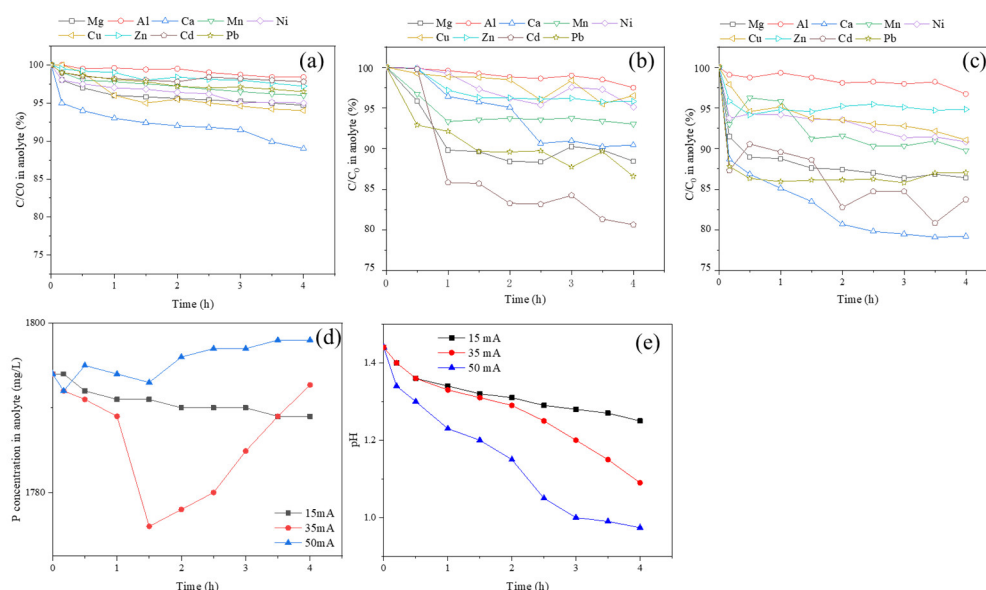 Mg Al Ca Mn Ni
Cu Zn Cd Pb
(a)
C/C0 in anolyte (%)
100
95
90
85
80
75
0 1 2 3 4
Time (h)
Mg Al Ca Mn Ni
Cu Zn Cd Pb
(b)
C/C₀ in anolyte (%)
100
95
90
85
80
75
0 1 2 3 4
Time (h)
Mg Al Ca Mn Ni
Cu Zn Cd Pb
(c)
C/C₀ in anolyte (%)
100
95
90
85
80
75
0 1 2 3 4
Time (h)
(d)
P concentration in anolyte (mg/L)
1800
1780
15mA
35mA
50mA
0 1 2 3 4
Time (h)
(e)
pH
15 mA
35 mA
50 mA
1.4
1.2
1.0
0 1 2 3 4
Time (h)